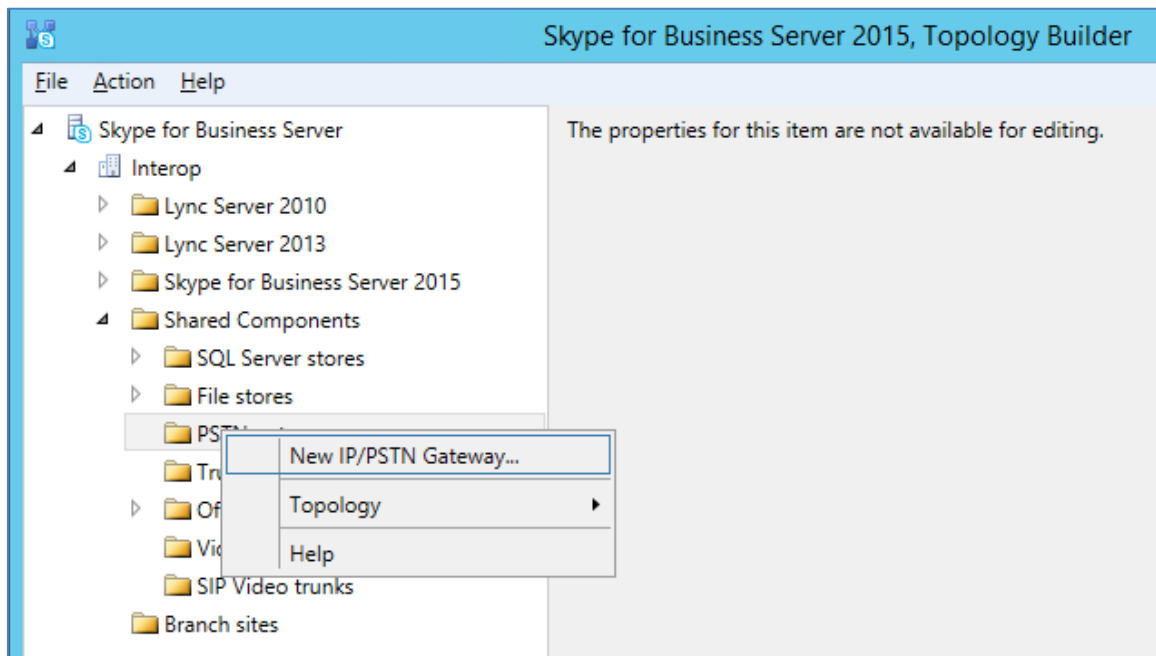 Skype for Business Server 2015, Topology Builder
File Action Help
Skype for Business Server
The properties for this item are not available for editing.
Interop
Lync Server 2010
Lync Server 2013
Skype for Business Server 2015
Shared Components
SQL Server stores
File stores
New IP/PSTN Gateway...
Topology
Help
SIP Video trunks
Branch sites